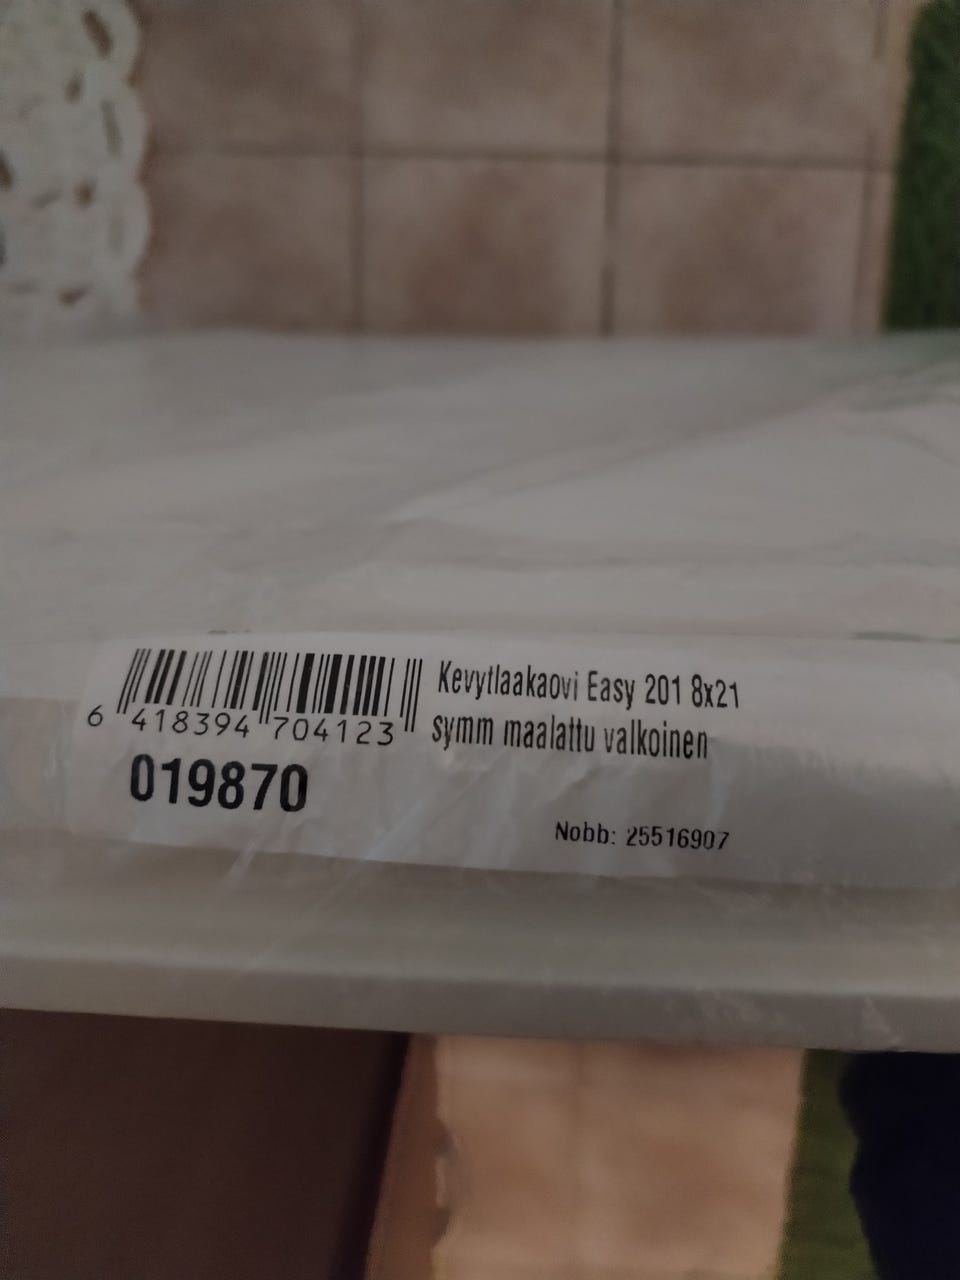 Kevytlaakaovi Easy 201 8x21
symm maalattu valkoinen
6 418394 704123
019870
Nobb: 25516907